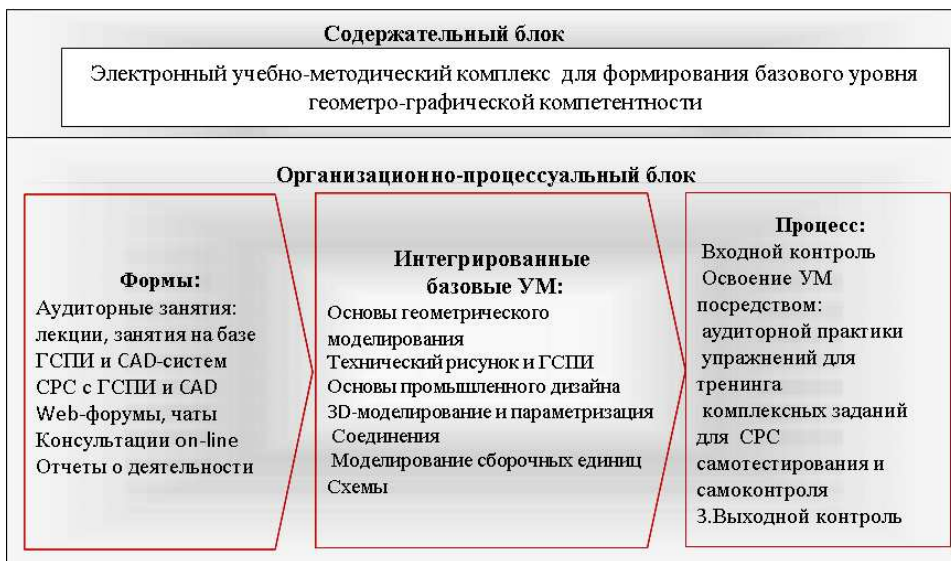 Содержательный блок
Электронный учебно-методический комплекс для формирования базового уровня
геометро-графической компетентности
Организационно-процессуальный блок
Формы:
Аудиторные занятия:
лекции, занятия на базе
ГСПИ и CAD-систем
СРС с ГСПИ и CAD
Web-форумы, чаты
Консультации on-line
Отчеты о деятельности
Интегрированные
базовые УМ:
Основы геометрического
моделирования
Технический рисунок и ГСПИ
Основы промышленного дизайна
3D-моделирование и параметризация
Соединения
Моделирование сборочных единиц
Схемы
Процесс:
Входной контроль
Освоение УМ
посредством:
аудиторной практики
упражнений для
тренинга
комплексных заданий
для СРС
самотестирования и
самоконтроля
3.Выходной контроль